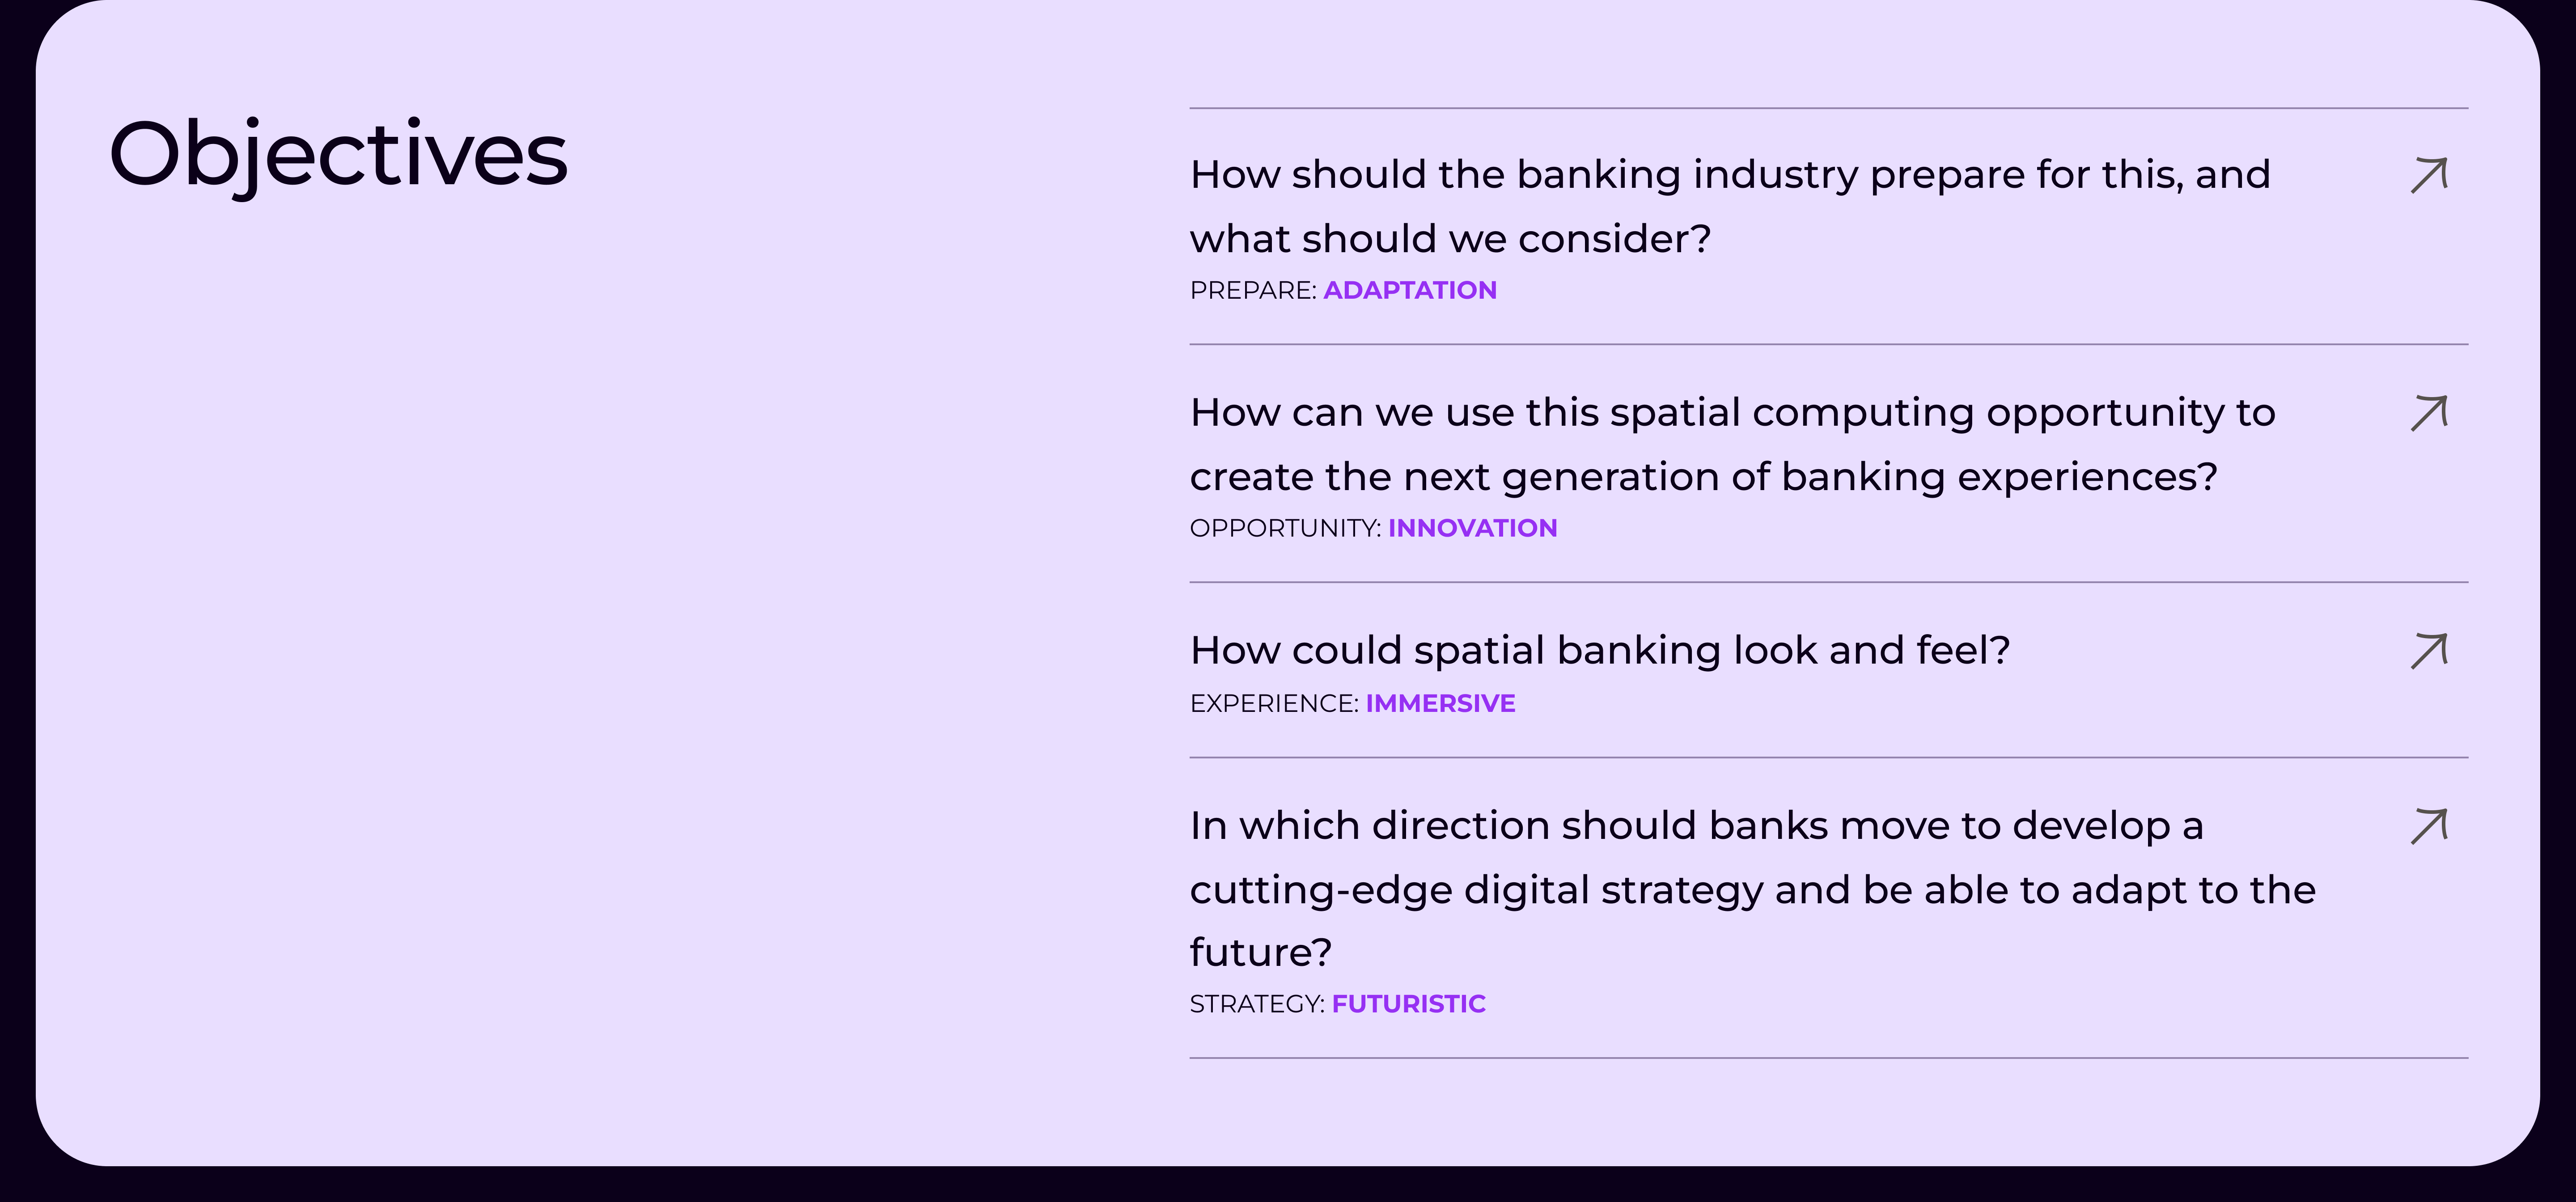 Objectives
How should the banking industry prepare for this, and
what should we consider?
PREPARE: ADAPTATION
How can we use this spatial computing opportunity to
create the next generation of banking experiences?
OPPORTUNITY: INNOVATION
How could spatial banking look and feel?
EXPERIENCE: IMMERSIVE
In which direction should banks move to develop a
cutting-edge digital strategy and be able to adapt to the
future?
STRATEGY: FUTURISTIC